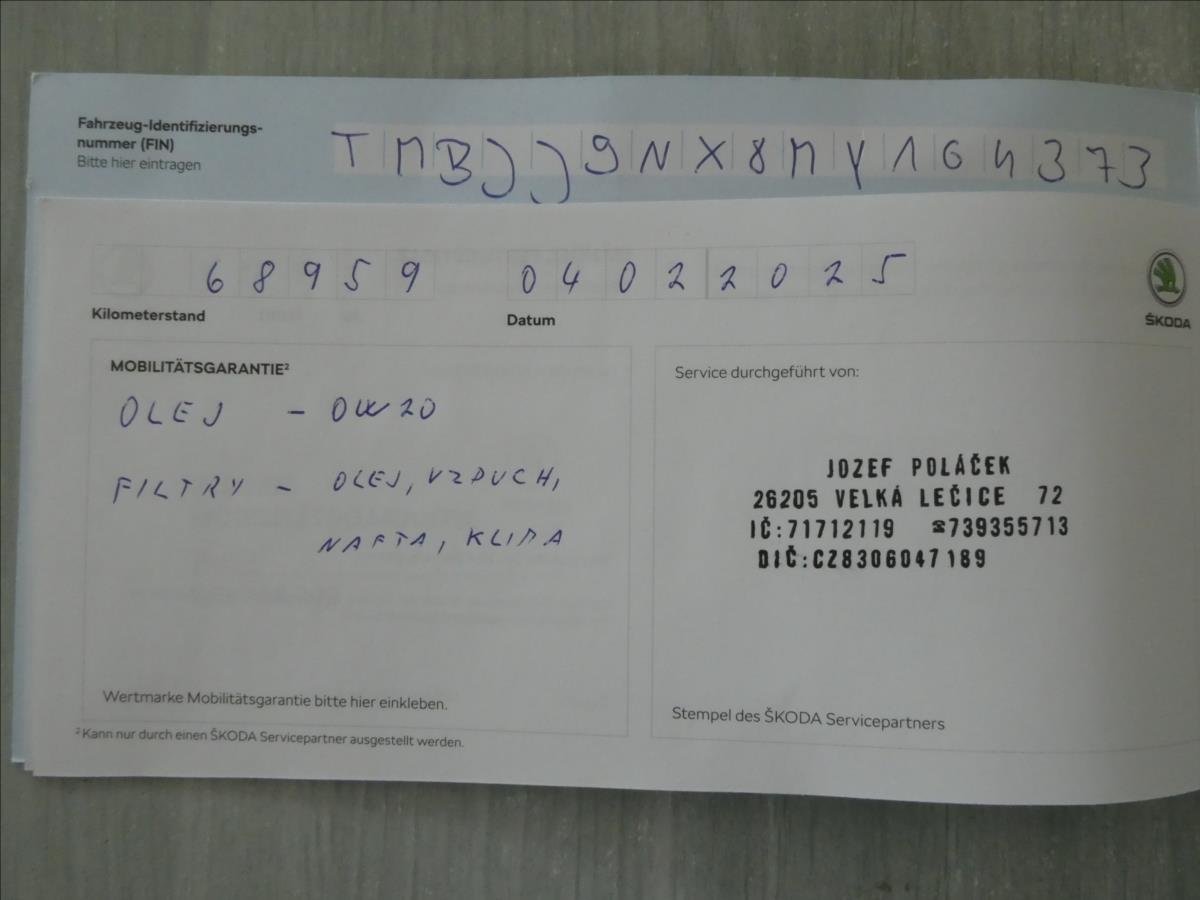 Fahrzeug-Identifizierungs-
nummer (FIN)
Bitte hier eintragen
TMBJJ9NX8MY164373
68959 04022025
Kilometerstand Datum
ŠKODA
MOBILITÄTSGARANTIE²
OLEJ - 0W20
FILTRY - OLEJ, VZDUCH,
NAFTA, KLIMA
Wertmarke Mobilitätsgarantie bitte hier einkleben.
² Kann nur durch einen ŠKODA Servicepartner ausgestellt werden.
Service durchgeführt von:
JOZEF POLÁČEK
26205 VELKÁ LEČICE 72
IČ:71712119 ☎739355713
DIČ:CZ8306047189
Stempel des ŠKODA Servicepartners